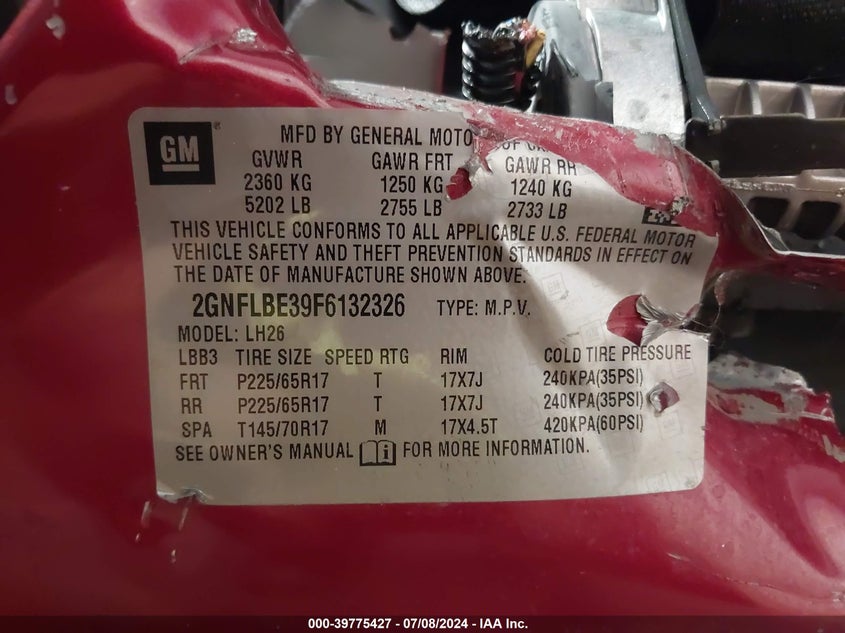 GM ®
MFD BY GENERAL MOTO OF
GVWR GAWR FRT GAWR RR
2360 KG 1250 KG 1240 KG
5202 LB 2755 LB 2733 LB
THIS VEHICLE CONFORMS TO ALL APPLICABLE U.S. FEDERAL MOTOR
VEHICLE SAFETY AND THEFT PREVENTION STANDARDS IN EFFECT ON
THE DATE OF MANUFACTURE SHOWN ABOVE.
2GNFLBE39F6132326 TYPE: M.P.V.
MODEL: LH26
LBB3 TIRE SIZE SPEED RTG RIM COLD TIRE PRESSURE
FRT P225/65R17 T 17X7J 240KPA(35PSI)
RR P225/65R17 T 17X7J 240KPA(35PSI)
SPA T145/70R17 M 17X4.5T 420KPA(60PSI)
SEE OWNER'S MANUAL i FOR MORE INFORMATION.
000-39775427 / 07/08/2024 - IAA Inc.